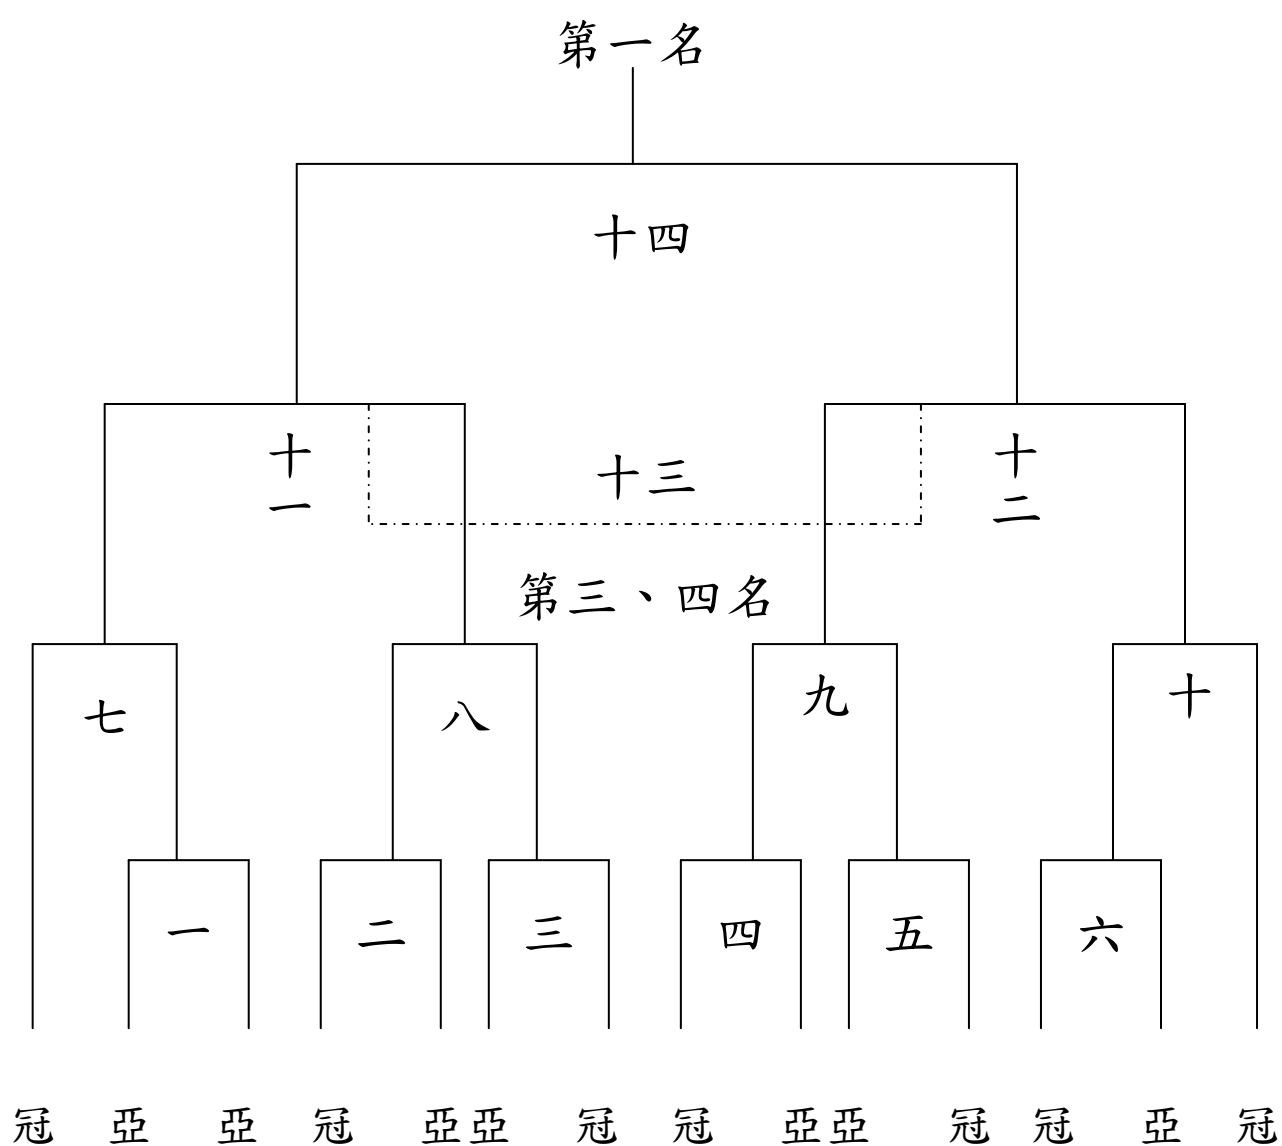 第一名
十四
十一
十三
十二
第三、四名
七
八
九
十
一
二
三
四
五
六
冠 亞 亞 冠 亞 亞 冠 冠 亞 亞 冠 冠 亞 冠